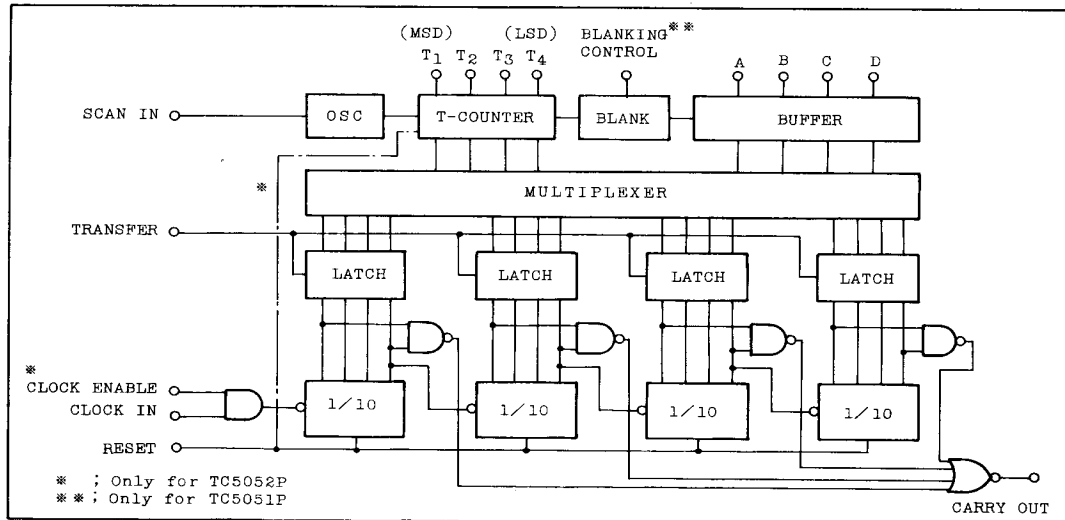 (MSD) (LSD) BLANKING※※
T1 T2 T3 T4 CONTROL A B C D
SCAN IN OSC T-COUNTER BLANK BUFFER
※ MULTIPLEXER
TRANSFER
LATCH LATCH LATCH LATCH
※
CLOCK ENABLE
CLOCK IN 1/10 1/10 1/10 1/10
RESET
※ ; Only for TC5052P
※※; Only for TC5051P
CARRY OUT